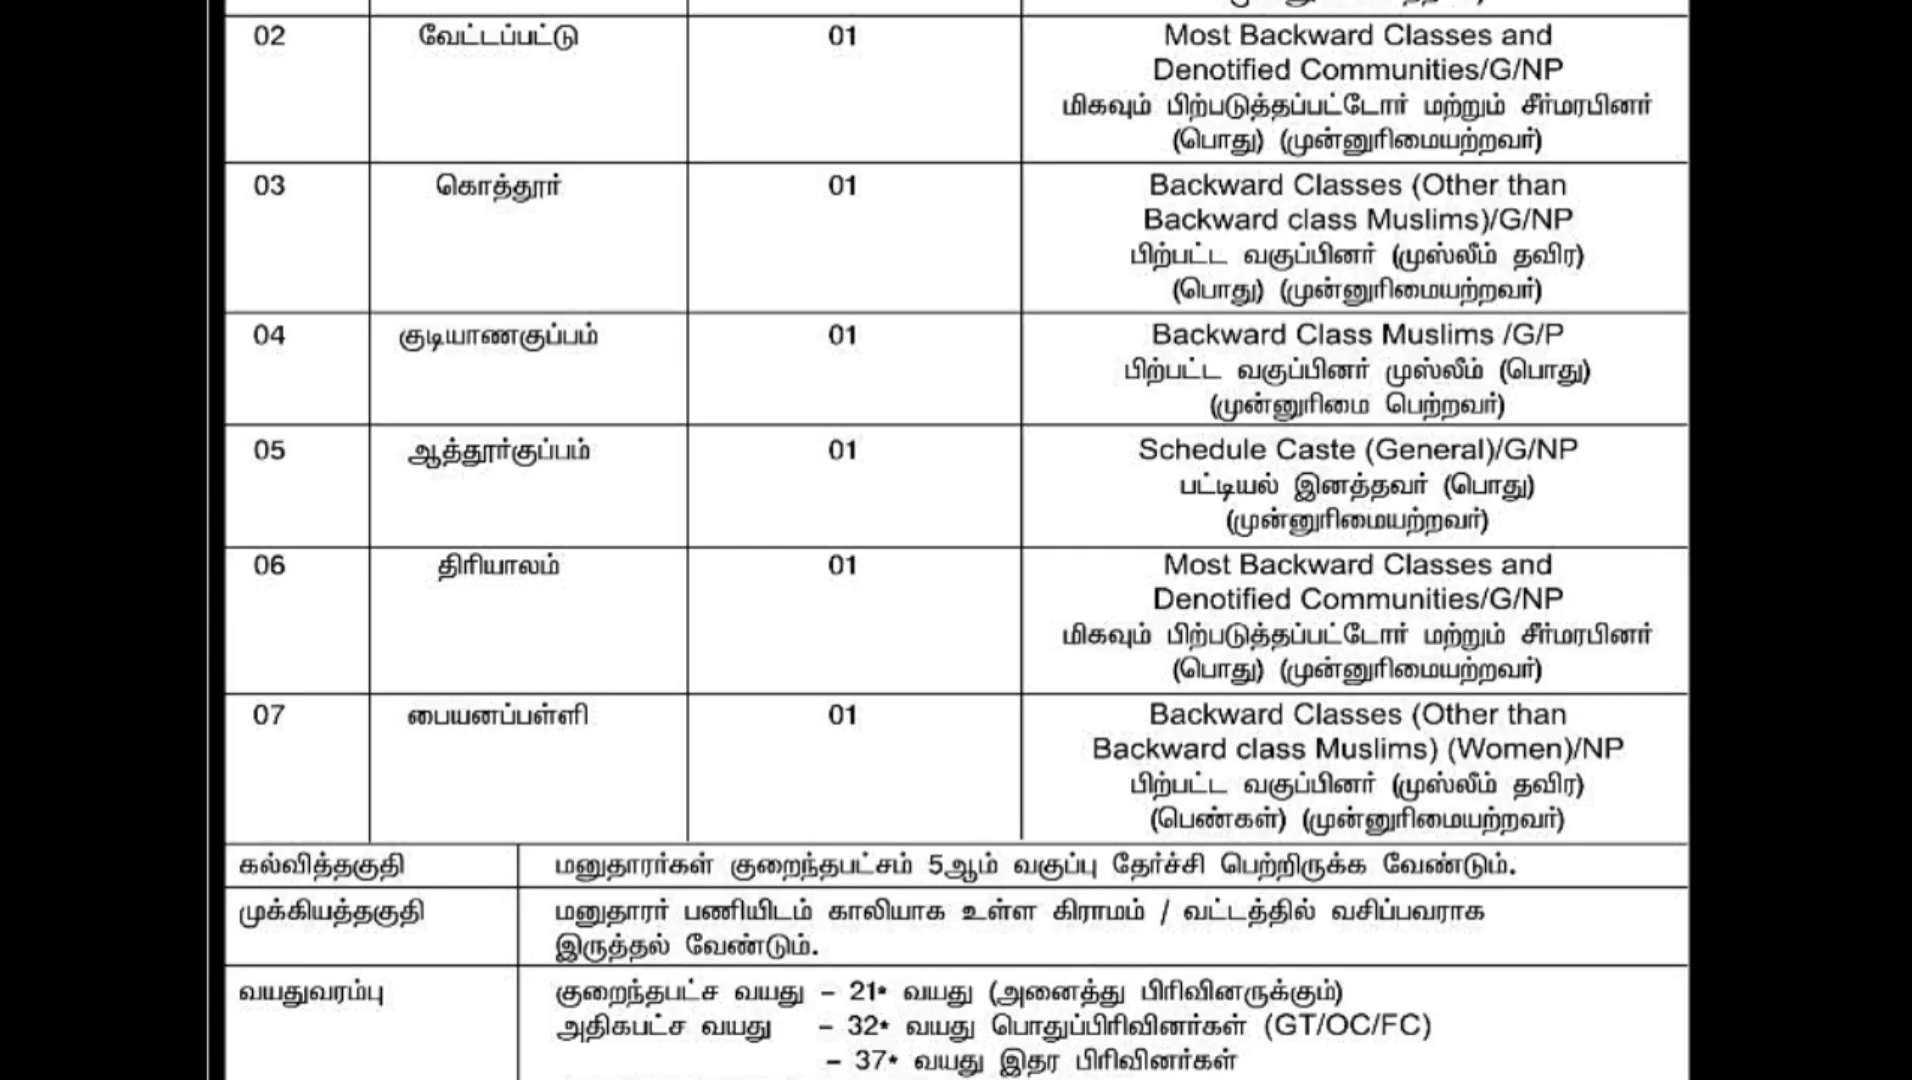 02 வேட்டப்பட்டு 01 Most Backward Classes and
Denotified Communities/G/NP
மிகவும் பிற்படுத்தப்பட்டோர் மற்றும் சீர்மரபினர்
(பொது) (முன்னுரிமையற்றவர்)
03 கொத்தூர் 01 Backward Classes (Other than
Backward class Muslims)/G/NP
பிற்பட்ட வகுப்பினர் (முஸ்லீம் தவிர)
(பொது) (முன்னுரிமையற்றவர்)
04 குடியாணகுப்பம் 01 Backward Class Muslims /G/P
பிற்பட்ட வகுப்பினர் முஸ்லீம் (பொது)
(முன்னுரிமை பெற்றவர்)
05 ஆத்தூர்குப்பம் 01 Schedule Caste (General)/G/NP
பட்டியல் இனத்தவர் (பொது)
(முன்னுரிமையற்றவர்)
06 திரியாலம் 01 Most Backward Classes and
Denotified Communities/G/NP
மிகவும் பிற்படுத்தப்பட்டோர் மற்றும் சீர்மரபினர்
(பொது) (முன்னுரிமையற்றவர்)
07 பையனப்பள்ளி 01 Backward Classes (Other than
Backward class Muslims) (Women)/NP
பிற்பட்ட வகுப்பினர் (முஸ்லீம் தவிர)
(பெண்கள்) (முன்னுரிமையற்றவர்)
கல்வித்தகுதி மனுதாரர்கள் குறைந்தபட்சம் 5ஆம் வகுப்பு தேர்ச்சி பெற்றிருக்க வேண்டும்.
முக்கியத்தகுதி மனுதாரர் பணியிடம் காலியாக உள்ள கிராமம் / வட்டத்தில் வசிப்பவராக
இருத்தல் வேண்டும்.
வயதுவரம்பு குறைந்தபட்ச வயது – 21* வயது (அனைத்து பிரிவினருக்கும்)
அதிகபட்ச வயது – 32* வயது பொதுப்பிரிவினர்கள் (GT/OC/FC)
– 37* வயது இதர பிரிவினர்கள்